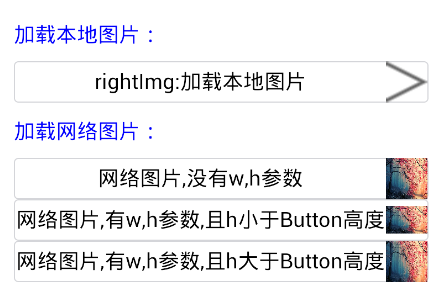 加载本地图片：
rightImg:加载本地图片
加载网络图片：
网络图片,没有w,h参数
网络图片,有w,h参数,且h小于Button高度
网络图片,有w,h参数,且h大于Button高度